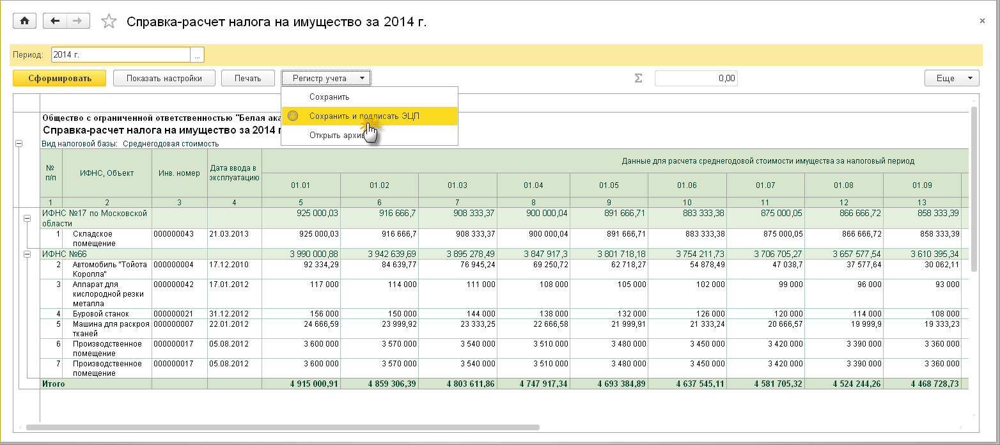 Справка-расчет налога на имущество за 2014 г.
Период: 2014 г. ...
Сформировать Показать настройки Печать Регистр учета Σ 0,00 Еще
Сохранить
Сохранить и подписать ЭЦП
Открыть архив
Общество с ограниченной ответственностью "Белая
Справка-расчет налога на имущество за 2014
Вид налоговой базы: Среднегодовая стоимость
№ п/п ИФНС, Объект Инв. номер Дата ввода в эксплуатацию Данные для расчета среднегодовой стоимости имущества за налоговый период
01.01 01.02 01.03 01.04 01.05 01.06 01.07 01.08 01.09
1 2 3 4 5 6 7 8 9 10 11 12 13
ИФНС №17 по Московской 925 000,03 916 666,7 908 333,37 900 000,04 891 666,71 883 333,38 875 000,05 866 666,72 858 333,39
области
1 Складское 000000043 21.03.2013 925 000,03 916 666,7 908 333,37 900 000,04 891 666,71 883 333,38 875 000,05 866 666,72 858 333,39
помещение
ИФНС №66 3 990 000,88 3 942 639,69 3 895 278,49 3 847 917,3 3 801 718,18 3 754 211,73 3 706 705,27 3 657 577,54 3 610 395,34
2 Автомобиль "Тойота 000000004 17.12.2010 92 334,29 84 639,77 76 945,24 69 250,72 62 718,27 54 878,49 47 038,7 37 577,64 30 062,11
Королла"
3 Аппарат для 000000042 17.01.2012 117 000 114 000 111 000 108 000 105 000 102 000 99 000 96 000 93 000
кислородной резки
металла
4 Буровой станок 000000021 31.12.2012 156 000 150 000 144 000 138 000 132 000 126 000 120 000 114 000 108 000
5 Машина для раскроя 000000007 22.01.2012 24 666,59 23 999,92 23 333,25 22 666,58 21 999,91 21 333,24 20 666,57 19 999,9 19 333,23
тканей
6 Производственное 000000017 05.08.2012 3 600 000 3 570 000 3 540 000 3 510 000 3 480 000 3 450 000 3 420 000 3 390 000 3 360 000
помещение
7 Производственное 000000017 05.08.2012 3 600 000 3 570 000 3 540 000 3 510 000 3 480 000 3 450 000 3 420 000 3 390 000 3 360 000
помещение
Итого 4 915 000,91 4 859 306,39 4 803 611,86 4 747 917,34 4 693 384,89 4 637 545,11 4 581 705,32 4 524 244,26 4 468 728,73